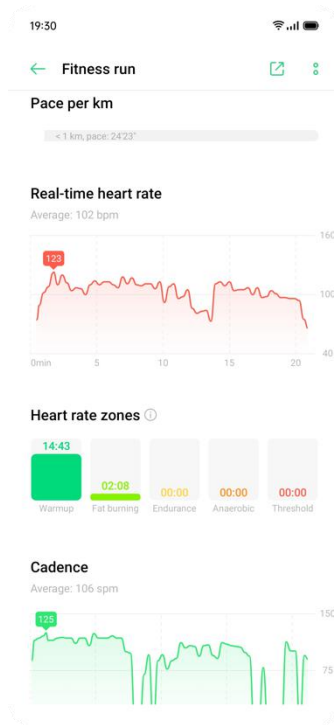 19:30
Fitness run
Pace per km
< 1 km, pace: 24'23"
Real-time heart rate
Average: 102 bpm
160
123
100
40
0min 5 10 15 20
Heart rate zones
14:43 02:08 00:00 00:00 00:00
Warmup Fat burning Endurance Anaerobic Threshold
Cadence
Average: 106 spm
150
125
75